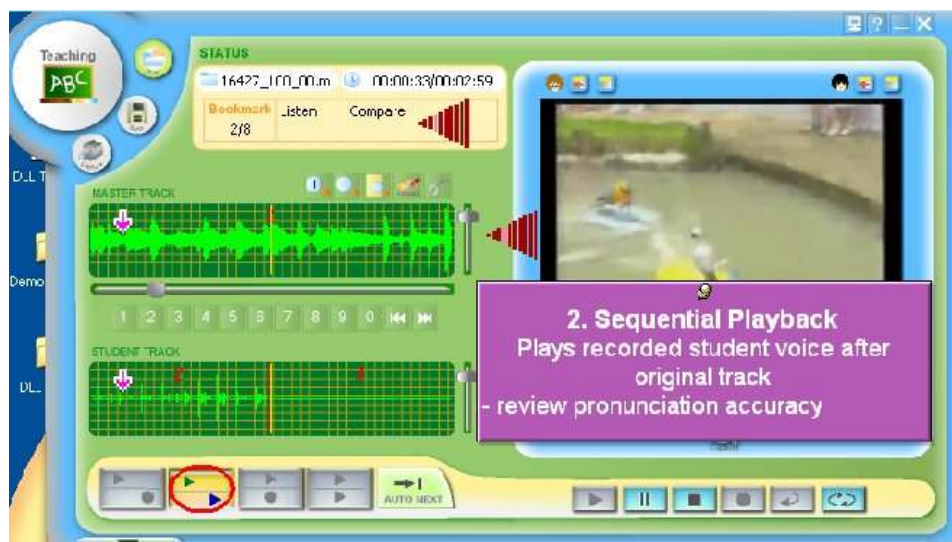 Teaching
ABC
STATUS
00:00:33/00:02:59
Bookmark
Listen
Compare
2/8
MASTER TRACK
1 2 3 4 5 6 7 8 9 0
STUDENT TRACK
2. Sequential Playback
Plays recorded student voice after
original track
- review pronunciation accuracy
AUTO NEXT
Demo